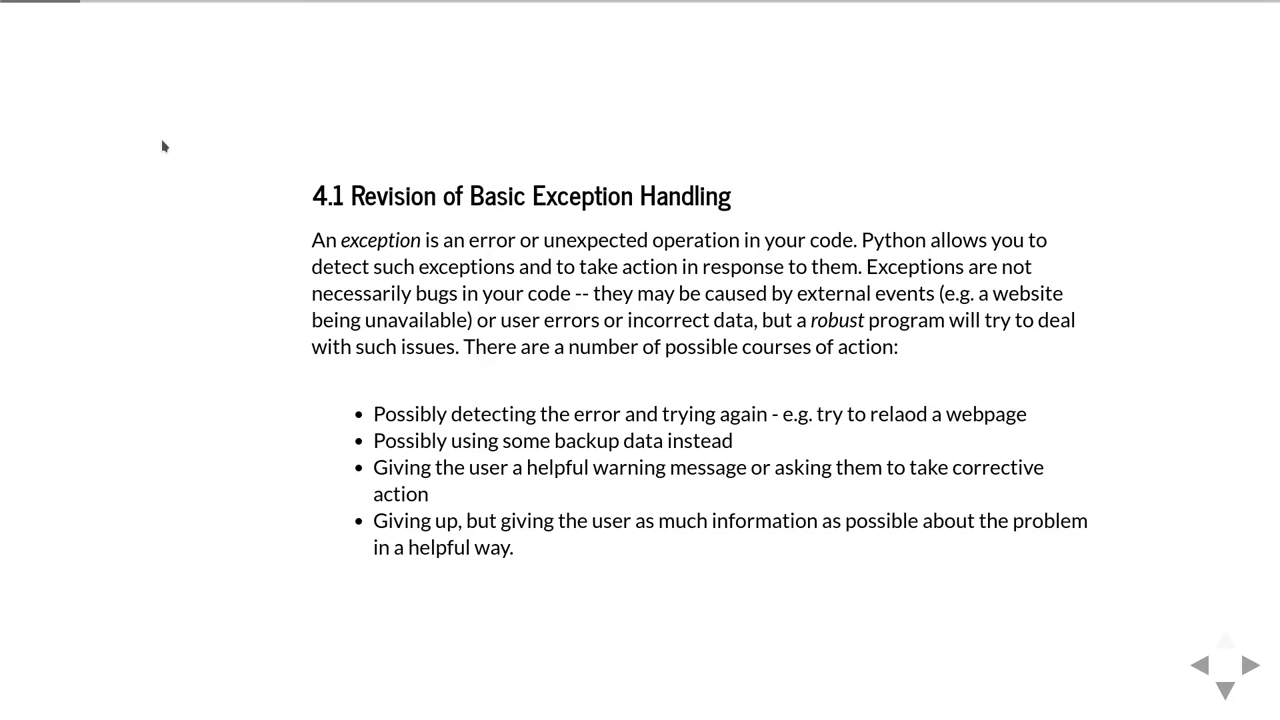 4.1 Revision of Basic Exception Handling
An exception is an error or unexpected operation in your code. Python allows you to
detect such exceptions and to take action in response to them. Exceptions are not
necessarily bugs in your code -- they may be caused by external events (e.g. a website
being unavailable) or user errors or incorrect data, but a robust program will try to deal
with such issues. There are a number of possible courses of action:
• Possibly detecting the error and trying again - e.g. try to relaod a webpage
• Possibly using some backup data instead
• Giving the user a helpful warning message or asking them to take corrective
action
• Giving up, but giving the user as much information as possible about the problem
in a helpful way.